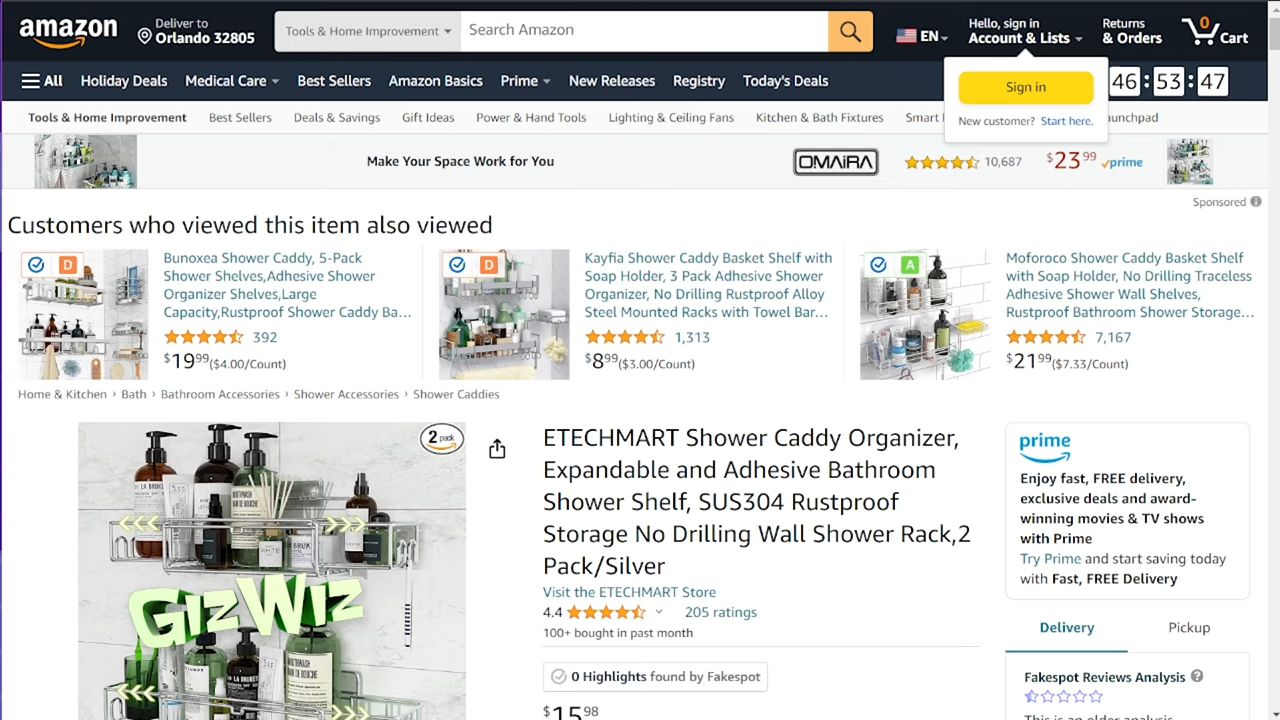 amazon
Deliver to
Orlando 32805
Tools & Home Improvement
Search Amazon
EN
Hello, sign in
Account & Lists
Returns
& Orders
0
Cart
All
Holiday Deals
Medical Care
Best Sellers
Amazon Basics
Prime
New Releases
Registry
Today's Deals
46 : 53 : 47
Sign in
New customer? Start here.
Tools & Home Improvement
Best Sellers
Deals & Savings
Gift Ideas
Power & Hand Tools
Lighting & Ceiling Fans
Kitchen & Bath Fixtures
Smart
Make Your Space Work for You
OMAIRA
10,687
$23.99
prime
Sponsored
Customers who viewed this item also viewed
D
Bunoxea Shower Caddy, 5-Pack
Shower Shelves,Adhesive Shower
Organizer Shelves,Large
Capacity,Rustproof Shower Caddy Ba...
392
$19.99 ($4.00/Count)
D
Kayfia Shower Caddy Basket Shelf with
Soap Holder, 3 Pack Adhesive Shower
Organizer, No Drilling Rustproof Alloy
Steel Mounted Racks with Towel Bar...
1,313
$8.99 ($3.00/Count)
A
Moforoco Shower Caddy Basket Shelf
with Soap Holder, No Drilling Traceless
Adhesive Shower Wall Shelves,
Rustproof Bathroom Shower Storage...
7,167
$21.99 ($7.33/Count)
Home & Kitchen › Bath › Bathroom Accessories › Shower Accessories › Shower Caddies
2 pack
GizWiz
ETECHMART Shower Caddy Organizer,
Expandable and Adhesive Bathroom
Shower Shelf, SUS304 Rustproof
Storage No Drilling Wall Shower Rack,2
Pack/Silver
Visit the ETECHMART Store
4.4
205 ratings
100+ bought in past month
0 Highlights found by Fakespot
$15.98
prime
Enjoy fast, FREE delivery,
exclusive deals and award-
winning movies & TV shows
with Prime
Try Prime and start saving today
with Fast, FREE Delivery
Delivery
Pickup
Fakespot Reviews Analysis
This is an older analysis